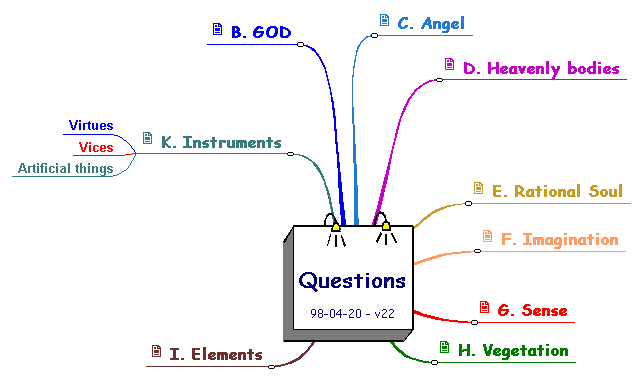 B. GOD
C. Angel
D. Heavenly bodies
E. Rational Soul
F. Imagination
G. Sense
H. Vegetation
I. Elements
K. Instruments
Virtues
Vices
Artificial things
Questions
98-04-20 - v22